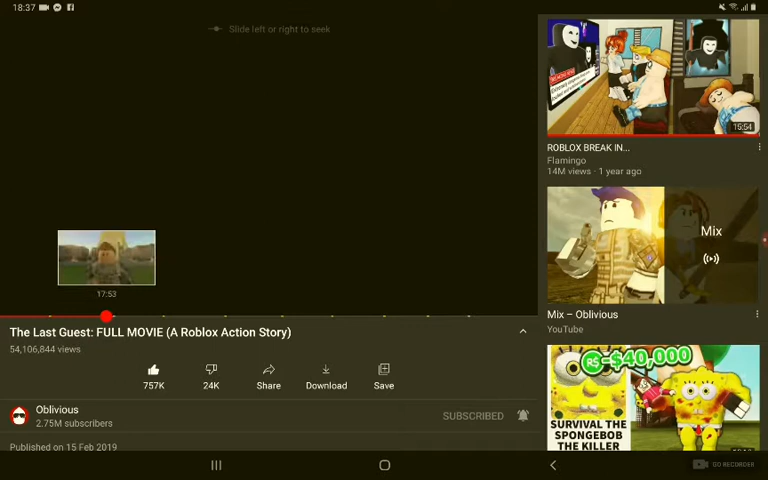 18:37
Slide left or right to seek
17:53
The Last Guest: FULL MOVIE (A Roblox Action Story)
54,106,844 views
757K
24K
Share
Download
Save
Oblivious
2.75M subscribers
SUBSCRIBED
Published on 15 Feb 2019
15:54
ROBLOX BREAK IN...
Flamingo
14M views · 1 year ago
Mix
Mix – Oblivious
YouTube
R$-$40,000
SURVIVAL THE
SPONGEBOB
THE KILLER
GO RECORDER